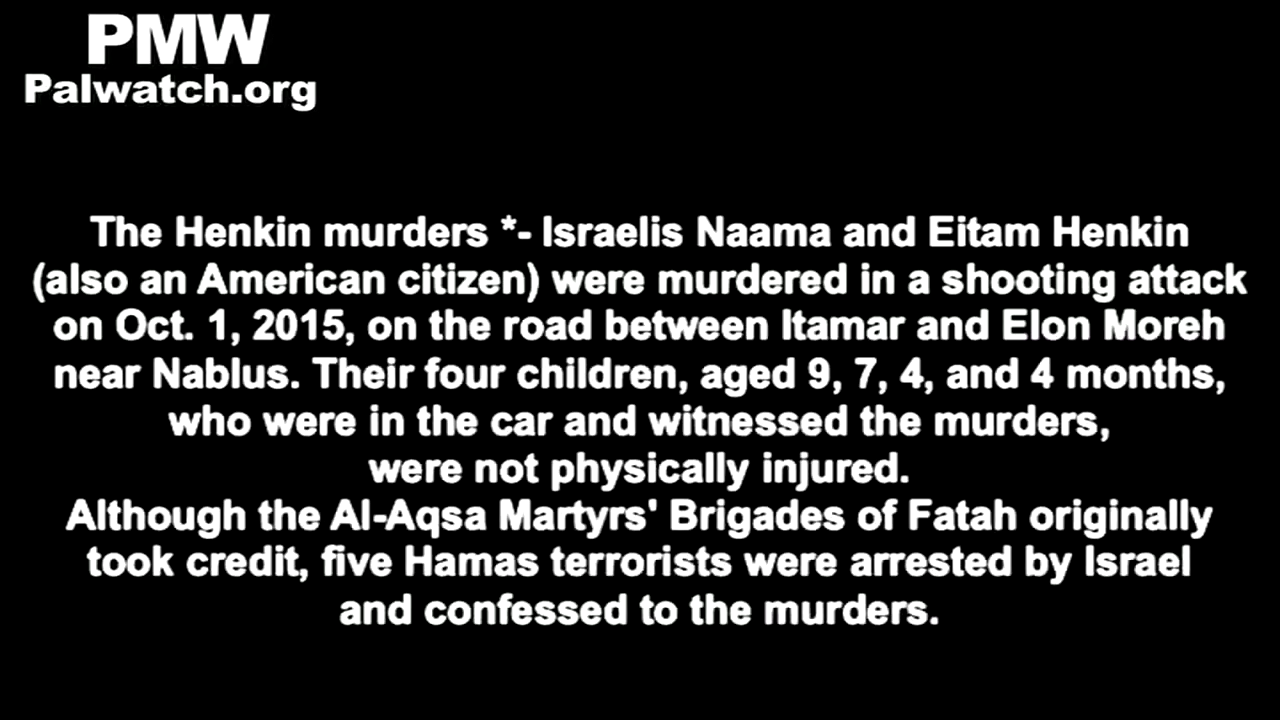 PMW
Palwatch.org
The Henkin murders *- Israelis Naama and Eitam Henkin
(also an American citizen) were murdered in a shooting attack
on Oct. 1, 2015, on the road between Itamar and Elon Moreh
near Nablus. Their four children, aged 9, 7, 4, and 4 months,
who were in the car and witnessed the murders,
were not physically injured.
Although the Al-Aqsa Martyrs' Brigades of Fatah originally
took credit, five Hamas terrorists were arrested by Israel
and confessed to the murders.